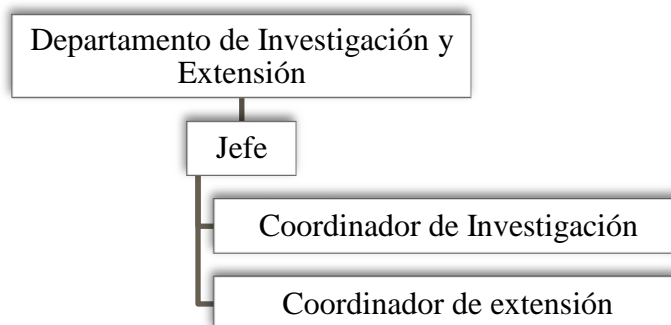 Departamento de Investigación y
Extensión
Jefe
Coordinador de Investigación
Coordinador de extensión